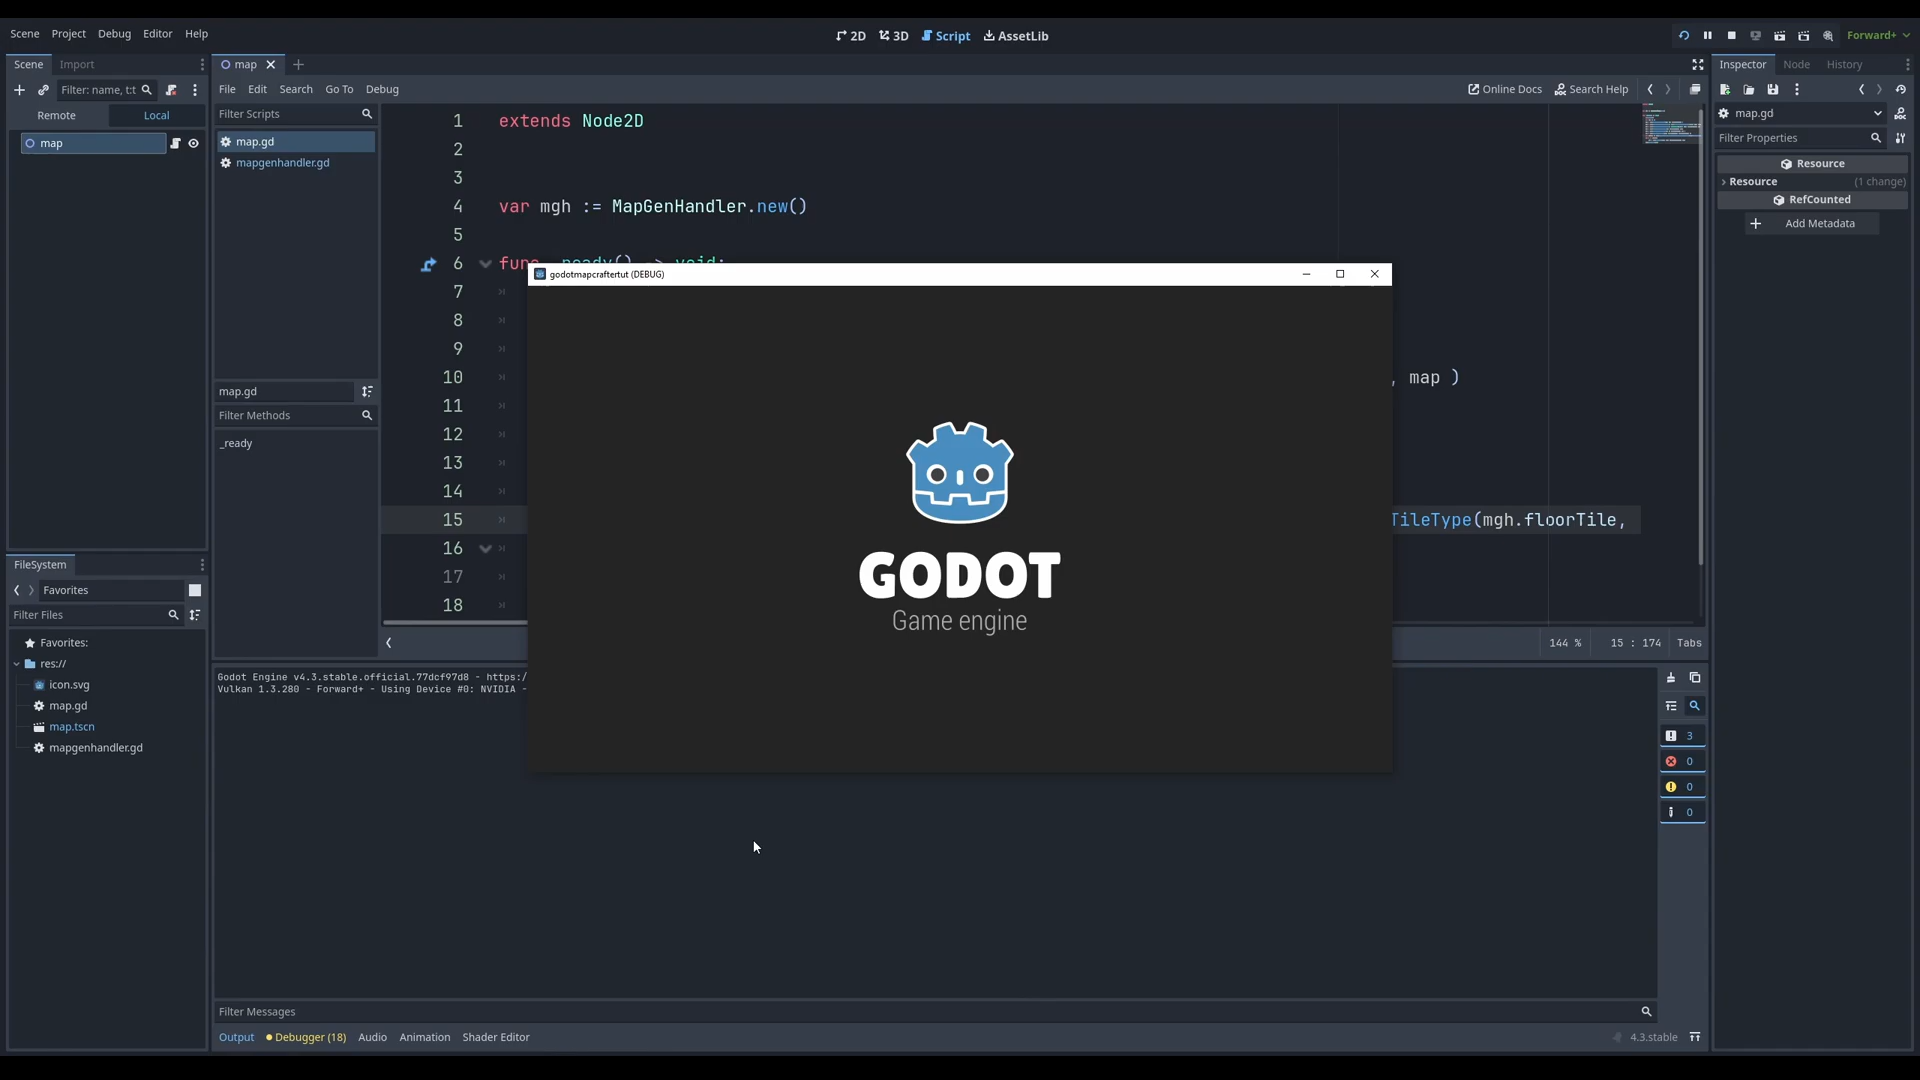 Scene Project Debug Editor Help
2D 3D Script AssetLib
Forward+
Scene Import
map
Inspector Node History
Filter: name, t:t
File Edit Search Go To Debug
Online Docs Search Help
Remote Local
Filter Scripts
map.gd
Filter Properties
map
map.gd
mapgenhandler.gd
Resource
Resource (1 change)
RefCounted
Add Metadata
1 extends Node2D
2
3
4 var mgh := MapGenHandler.new()
5
6 func _ready() -> void:
7
8
9
10 , map )
11
12
13
14
15 TileType(mgh.floorTile,
16
17
18
godotmapcraftertut (DEBUG)
GODOT
Game engine
map.gd
Filter Methods
_ready
144 % 15 : 174 Tabs
FileSystem
Favorites
Filter Files
Favorites:
res://
icon.svg
map.gd
map.tscn
mapgenhandler.gd
Godot Engine v4.3.stable.official.77dcf97d8 - https:/
Vulkan 1.3.280 - Forward+ - Using Device #0: NVIDIA -
3
0
0
0
Filter Messages
Output Debugger (18) Audio Animation Shader Editor
4.3.stable